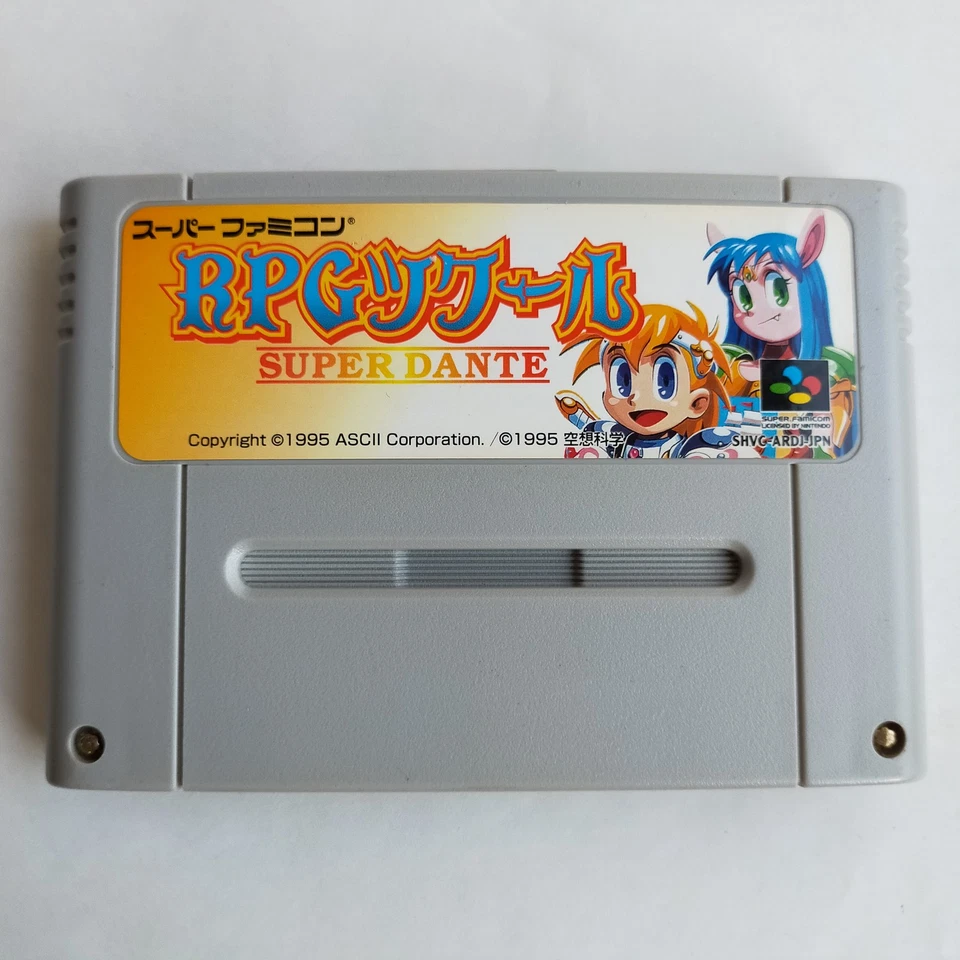 スーパーファミコン®
RPGツクール
SUPER DANTE
Copyright ©1995 ASCII Corporation. /©1995 空想科学
SUPER FAMICOM
LICENSED BY NINTENDO
SHVC-ARDJ-JPN